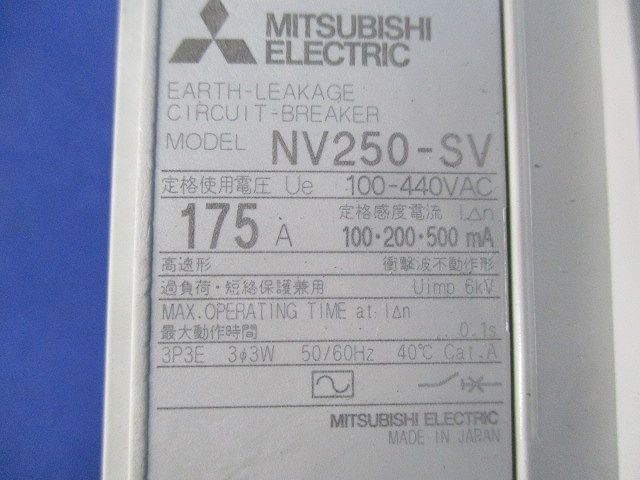 MITSUBISHI
ELECTRIC
EARTH-LEAKAGE
CIRCUIT-BREAKER
MODEL NV250-SV
定格使用電圧 Ue 100-440VAC
175 A 定格感度電流 IΔn
100・200・500 mA
高速形 衝撃波不動作形
過負荷・短絡保護兼用 Uimp 6kV
MAX.OPERATING TIME at IΔn
最大動作時間 0.1s
3P3E 3φ3W 50/60Hz 40℃ Cat.A
MITSUBISHI ELECTRIC
MADE IN JAPAN